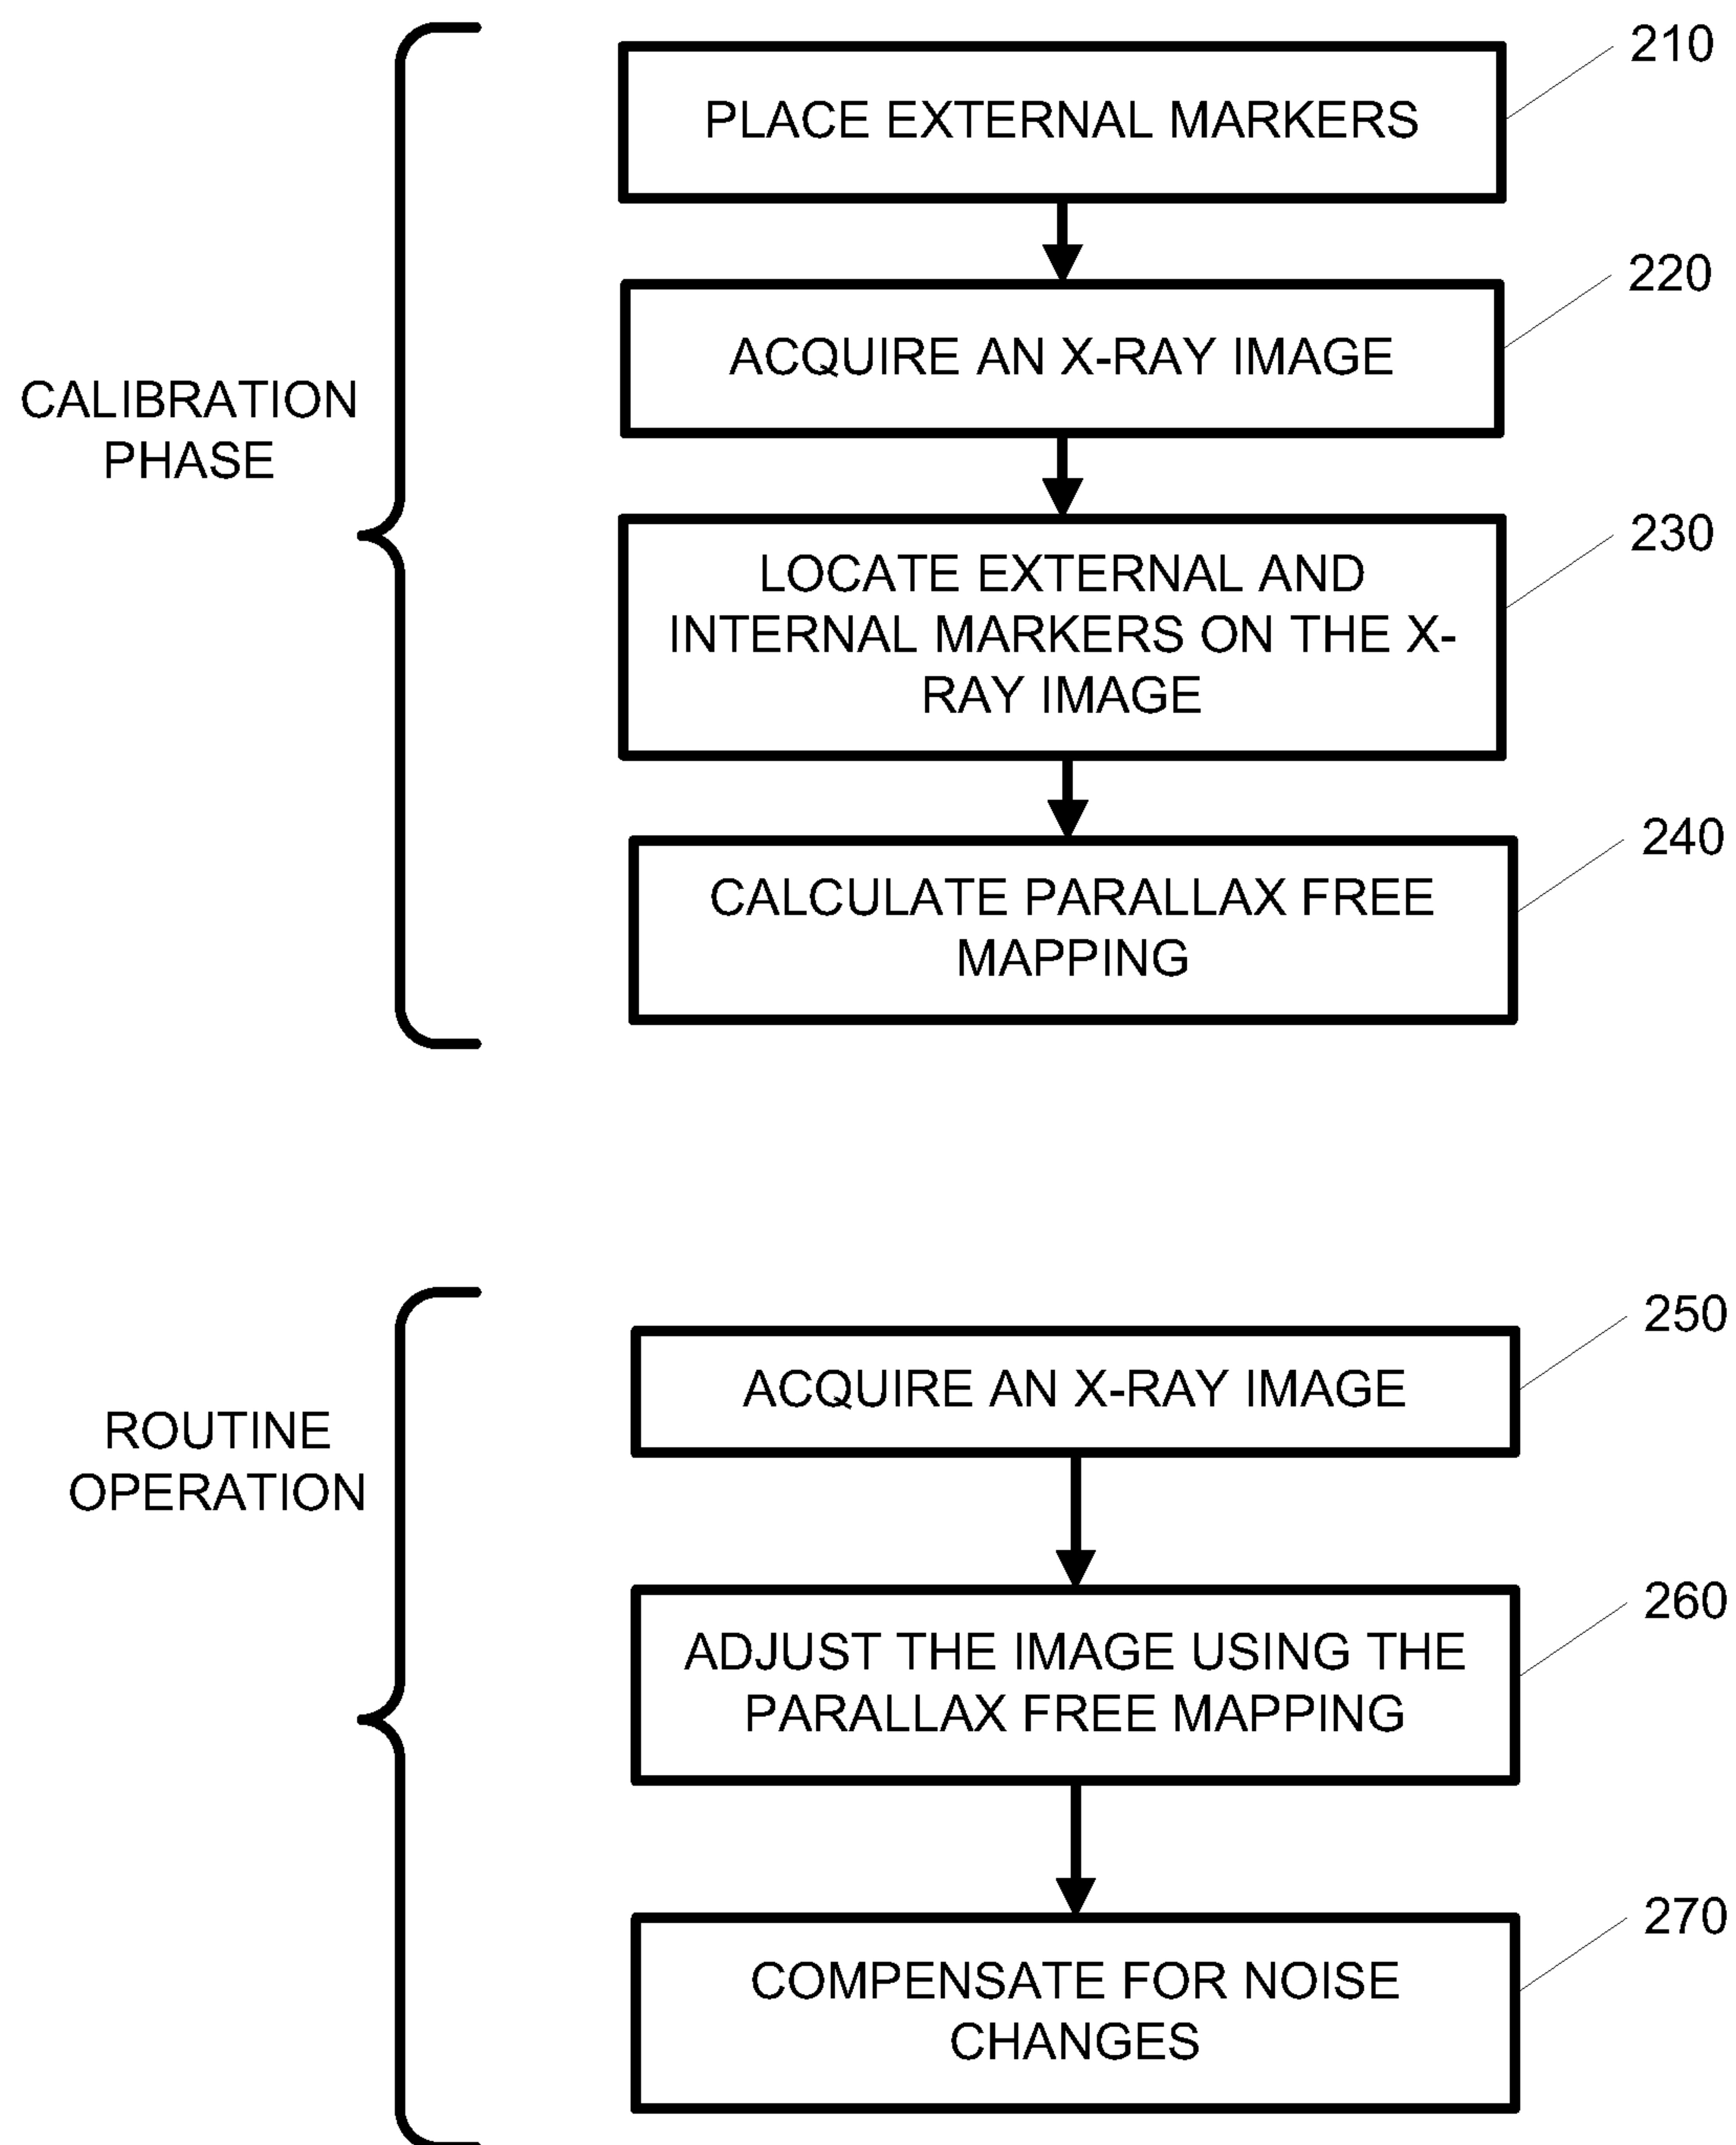 210
PLACE EXTERNAL MARKERS
220
ACQUIRE AN X-RAY IMAGE
CALIBRATION
PHASE
230
LOCATE EXTERNAL AND
INTERNAL MARKERS ON THE X-
RAY IMAGE
240
CALCULATE PARALLAX FREE
MAPPING
250
ACQUIRE AN X-RAY IMAGE
ROUTINE
OPERATION
260
ADJUST THE IMAGE USING THE
PARALLAX FREE MAPPING
270
COMPENSATE FOR NOISE
CHANGES